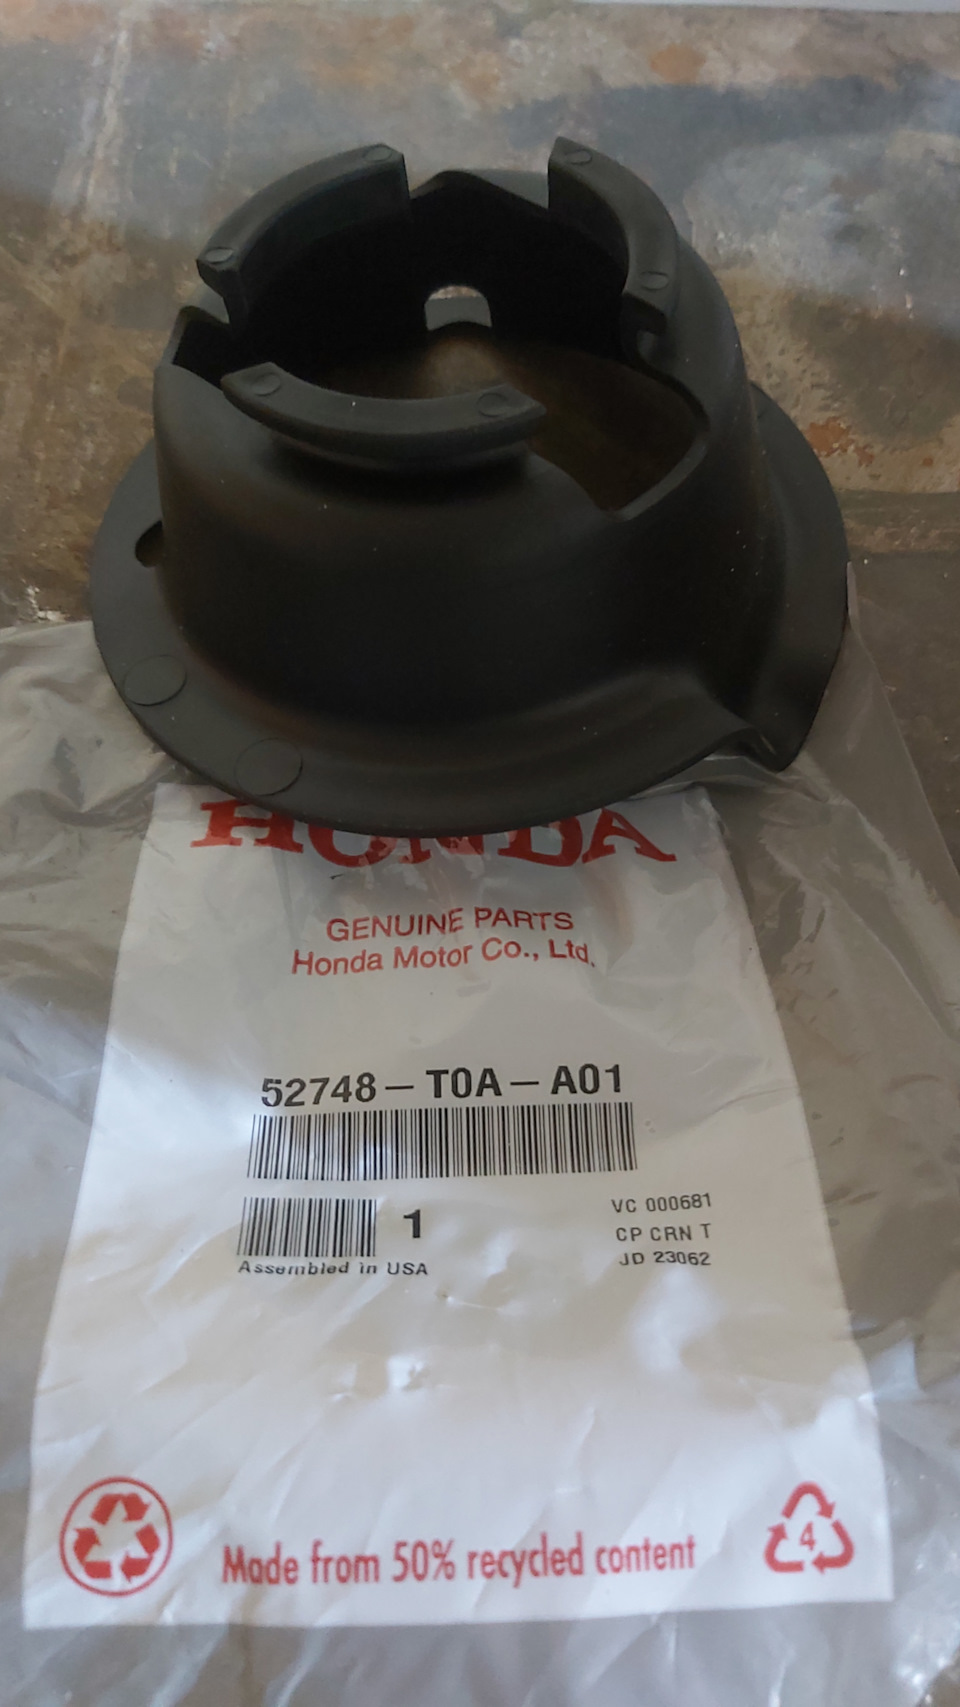 HONDA
GENUINE PARTS
Honda Motor Co., Ltd.
52748-T0A-A01
1
VC 000681
CP CRN T
Assembled in USA
JD 23062
Made from 50% recycled content
4